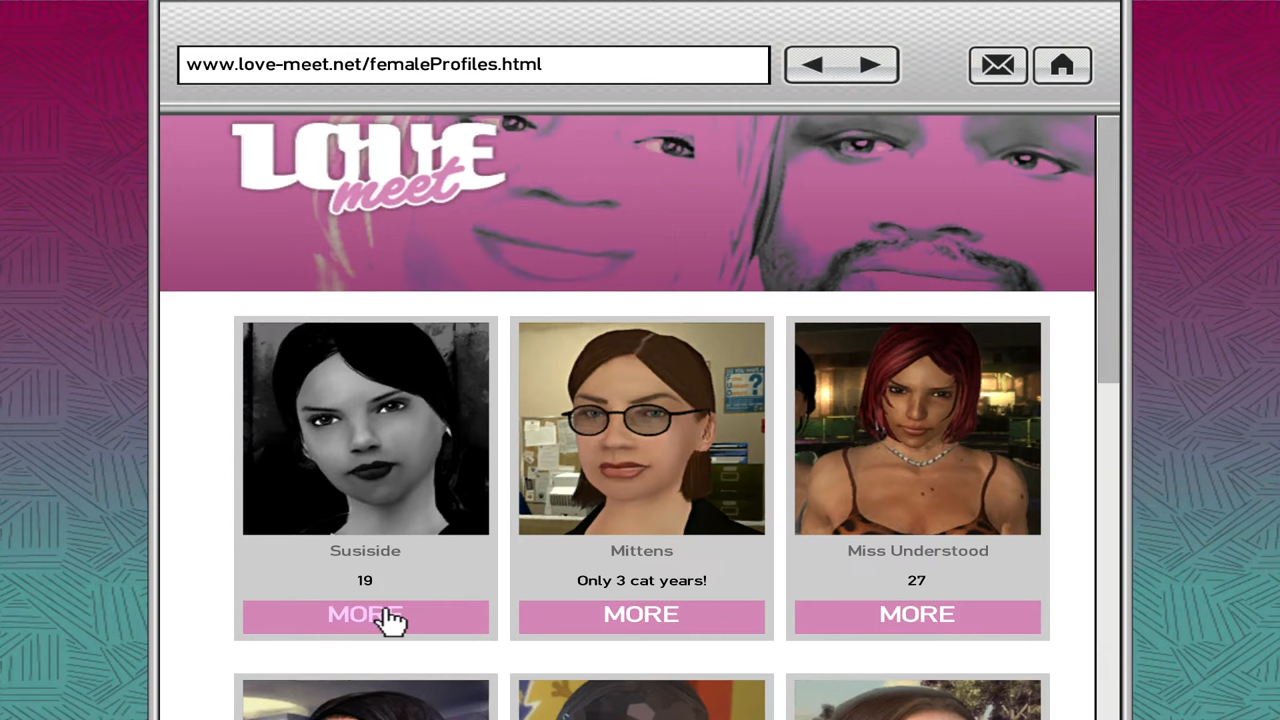 www.love-meet.net/femaleProfiles.html
LOVE
meet
Susiside
Mittens
Miss Understood
19
Only 3 cat years!
27
MORE
MORE
MORE
?